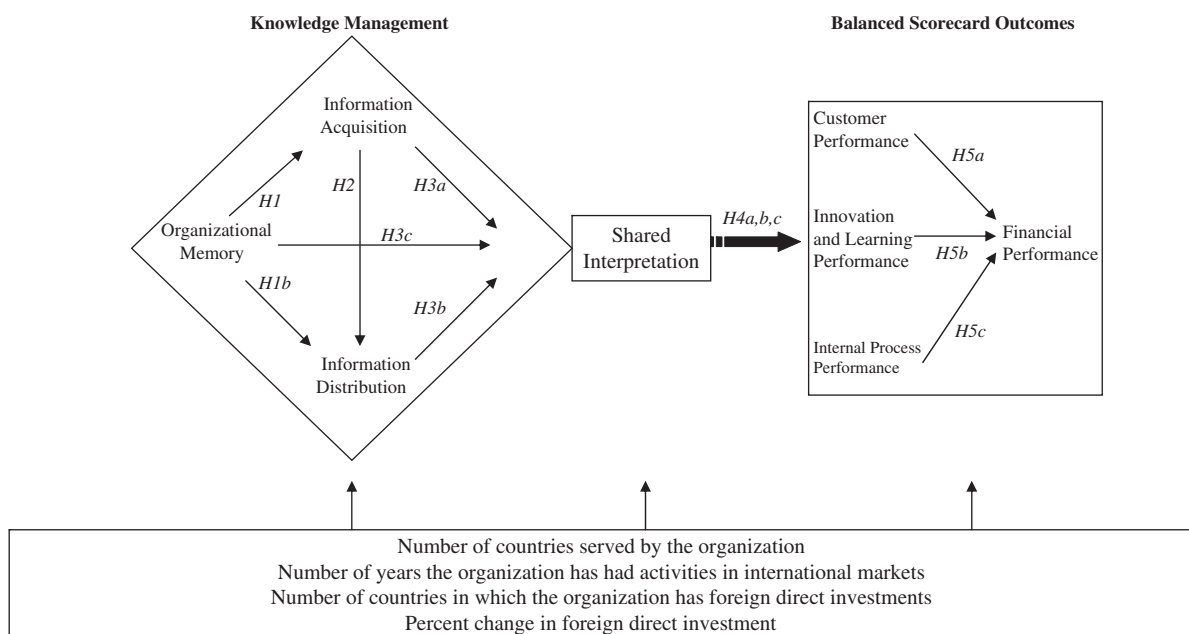 Knowledge Management
Balanced Scorecard Outcomes
Information
Acquisition
H1
H2
H3a
Organizational
Memory
H3c
H1b
H3b
Information
Distribution
Shared
Interpretation
H4a,b,c
Customer
Performance
H5a
Innovation
and Learning
Performance
H5b
Financial
Performance
H5c
Internal Process
Performance
Number of countries served by the organization
Number of years the organization has had activities in international markets
Number of countries in which the organization has foreign direct investments
Percent change in foreign direct investment